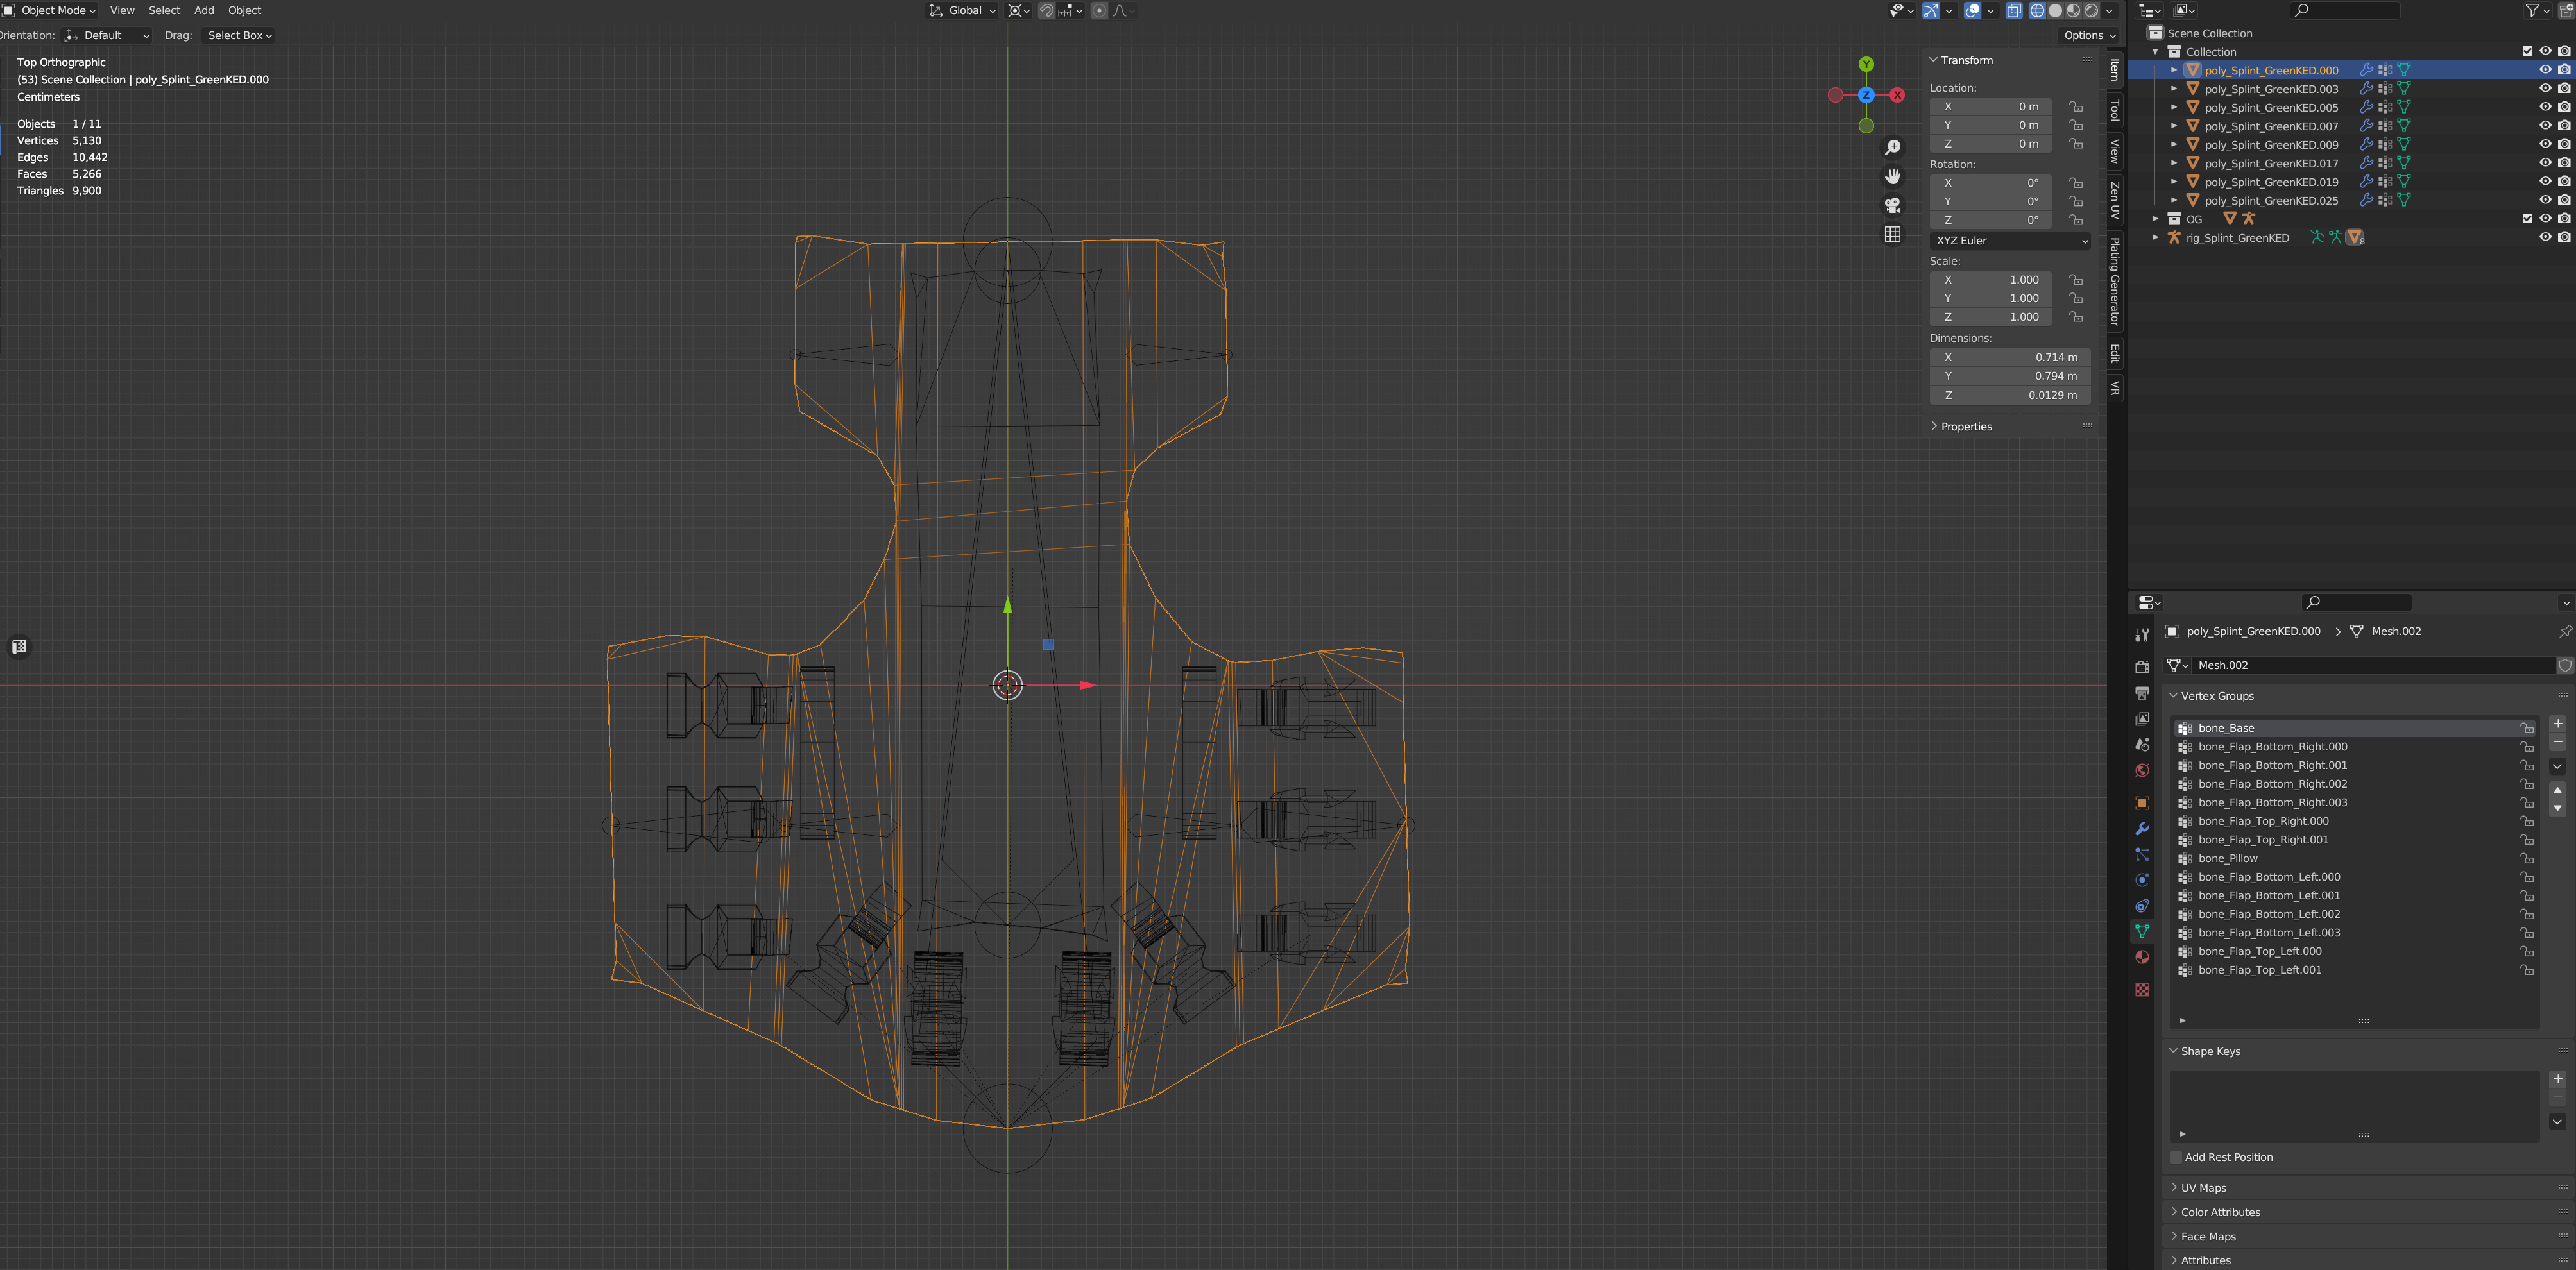 Object Mode View Select Add Object Global
Orientation: Default Drag: Select Box Options
Top Orthographic
(53) Scene Collection | poly_Splint_GreenKED.000
Centimeters
Objects 1 / 11
Vertices 5,130
Edges 10,442
Faces 5,266
Triangles 9,900
Y
Z
X
Transform
Location:
X 0 m
Y 0 m
Z 0 m
Rotation:
X 0°
Y 0°
Z 0°
XYZ Euler
Scale:
X 1.000
Y 1.000
Z 1.000
Dimensions:
X 0.714 m
Y 0.794 m
Z 0.0129 m
Properties
Item
Tool
View
Zen UV
Plating Generator
Edit
VR
Scene Collection
Collection
poly_Splint_GreenKED.000
poly_Splint_GreenKED.003
poly_Splint_GreenKED.005
poly_Splint_GreenKED.007
poly_Splint_GreenKED.009
poly_Splint_GreenKED.017
poly_Splint_GreenKED.019
poly_Splint_GreenKED.025
OG
rig_Splint_GreenKED 8
poly_Splint_GreenKED.000 Mesh.002
Mesh.002
Vertex Groups
bone_Base
bone_Flap_Bottom_Right.000
bone_Flap_Bottom_Right.001
bone_Flap_Bottom_Right.002
bone_Flap_Bottom_Right.003
bone_Flap_Top_Right.000
bone_Flap_Top_Right.001
bone_Pillow
bone_Flap_Bottom_Left.000
bone_Flap_Bottom_Left.001
bone_Flap_Bottom_Left.002
bone_Flap_Bottom_Left.003
bone_Flap_Top_Left.000
bone_Flap_Top_Left.001
Shape Keys
Add Rest Position
UV Maps
Color Attributes
Face Maps
Attributes